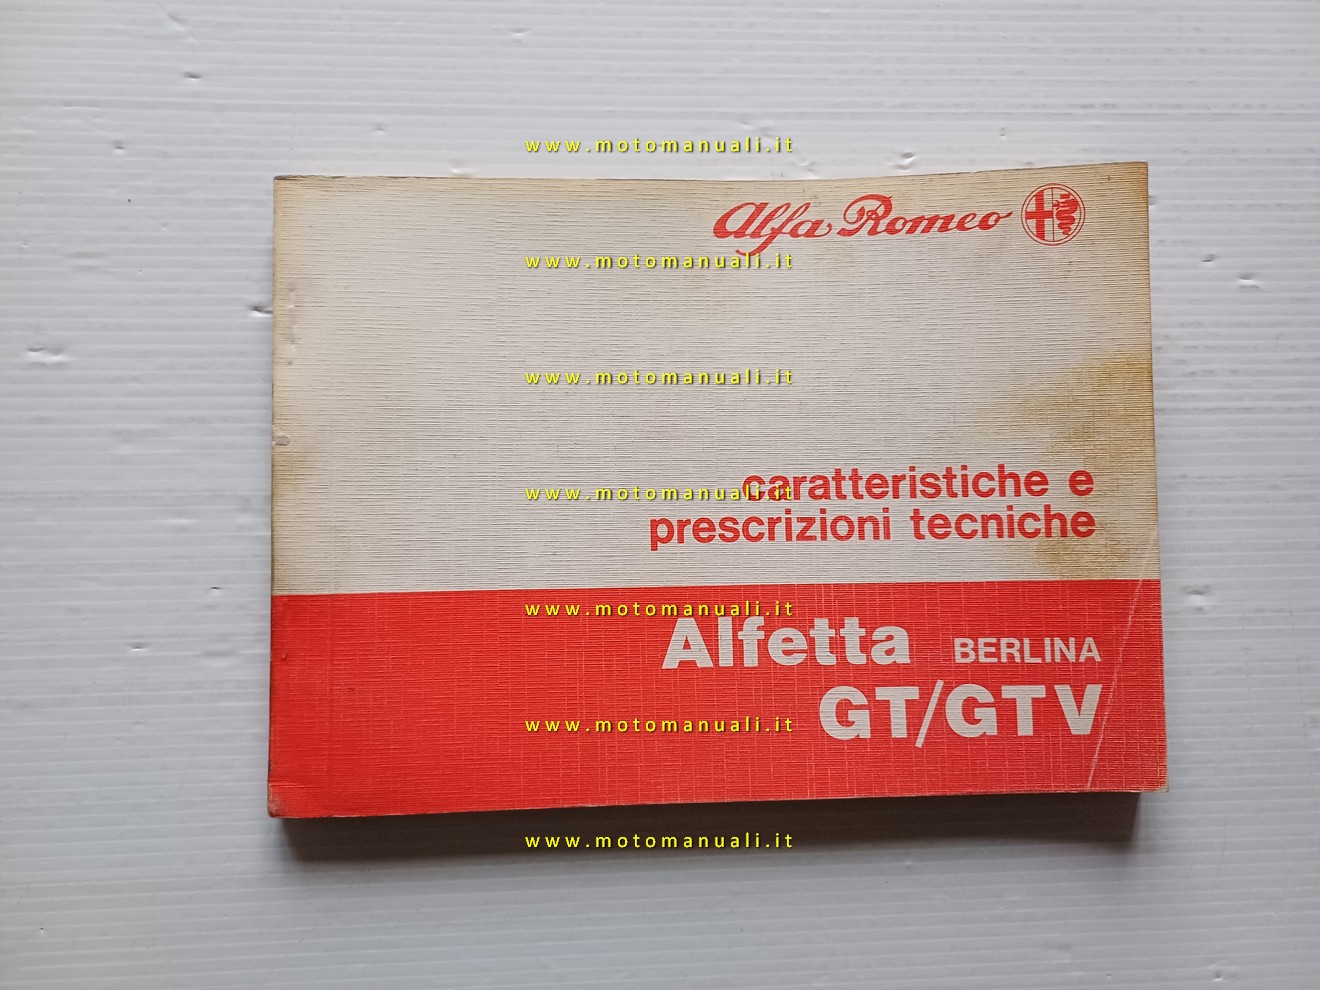 www.motomanuali.it
Alfa Romeo
www.motomanuali.it
www.motomanuali.it
caratteristiche e
www.motomanuali.it
prescrizioni tecniche
www.motomanuali.it
Alfetta BERLINA
GT/GTV
www.motomanuali.it
www.motomanuali.it